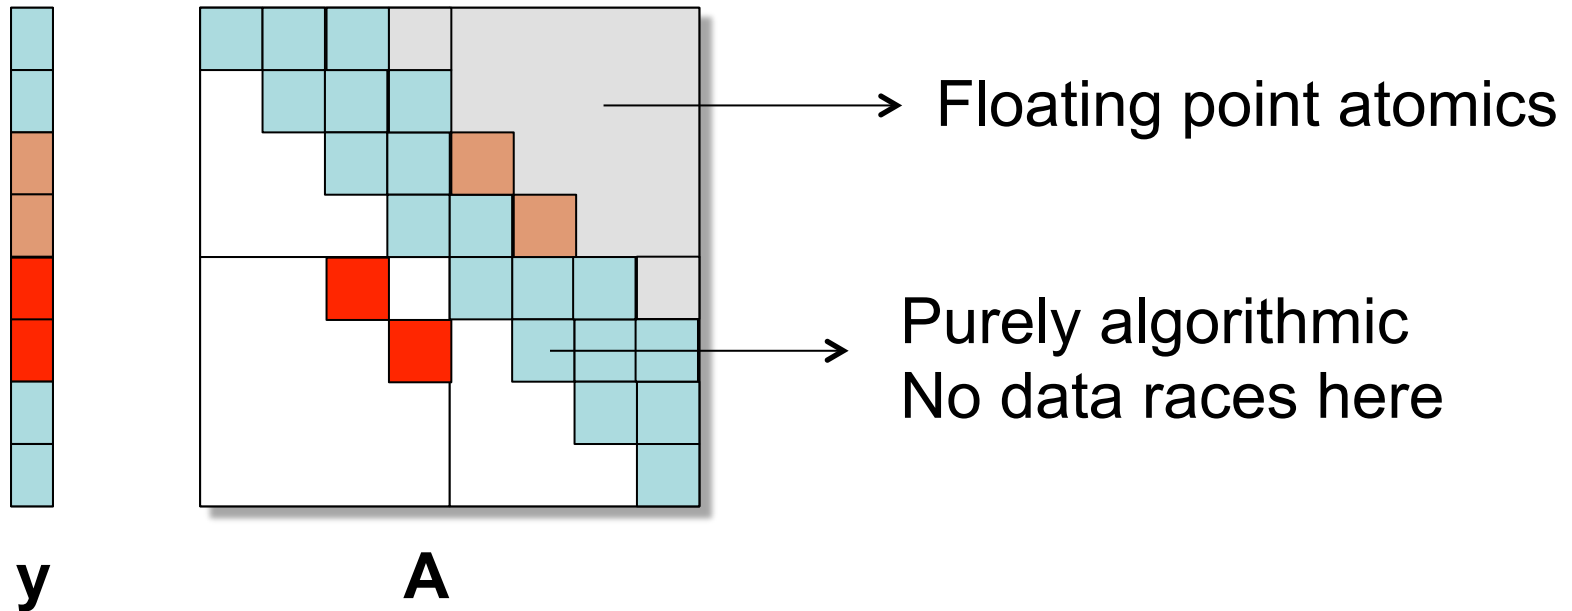 Floating point atomics
Purely algorithmic
No data races here
y
A